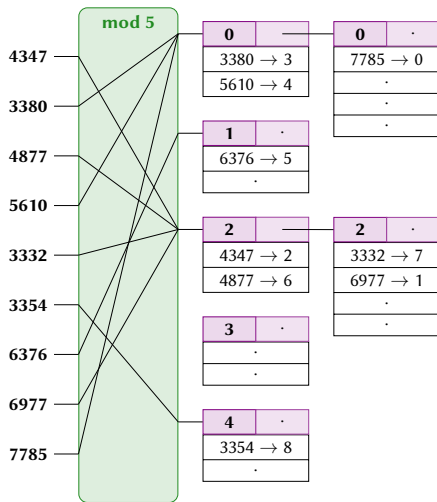 mod 5
4347
3380
4877
5610
3332
3354
6376
6977
7785
0 ·
3380 → 3
5610 → 4
0 ·
7785 → 0
·
·
·
1 ·
6376 → 5
·
2
4347 → 2
4877 → 6
2 ·
3332 → 7
6977 → 1
·
·
3 ·
·
·
4 ·
3354 → 8
·